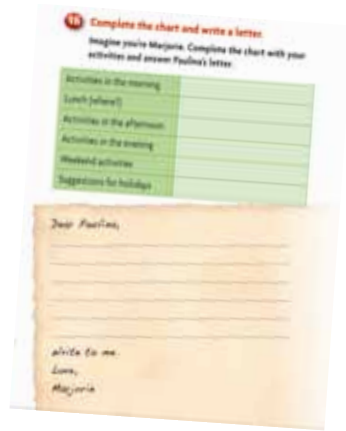 Complete the chart and write a letter.
Imagine you're Marjorie. Complete the chart with your
activities and answer Paulina's letter.
Activities in the morning
Lunch (where?)
Activities in the afternoon
Activities in the evening
Weekend activities
Suggestions for holidays
Dear Paulina,
Write to me.
Love,
Marjorie